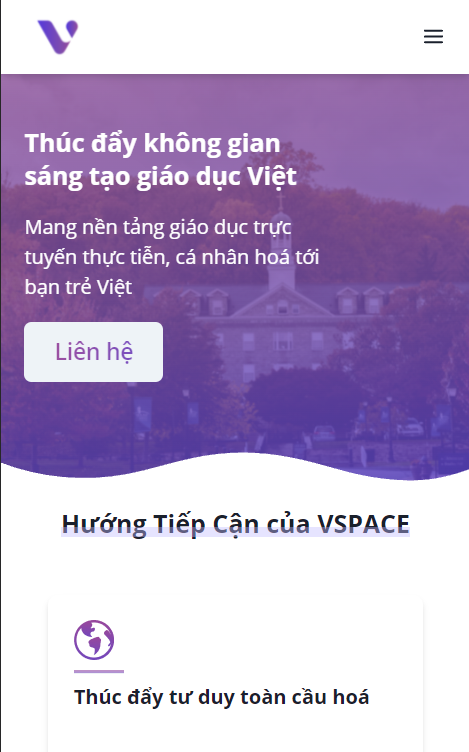 Thúc đẩy không gian
sáng tạo giáo dục Việt
Mang nền tảng giáo dục trực
tuyến thực tiễn, cá nhân hoá tới
bạn trẻ Việt
Liên hệ
Hướng Tiếp Cận của VSPACE
Thúc đẩy tư duy toàn cầu hoá